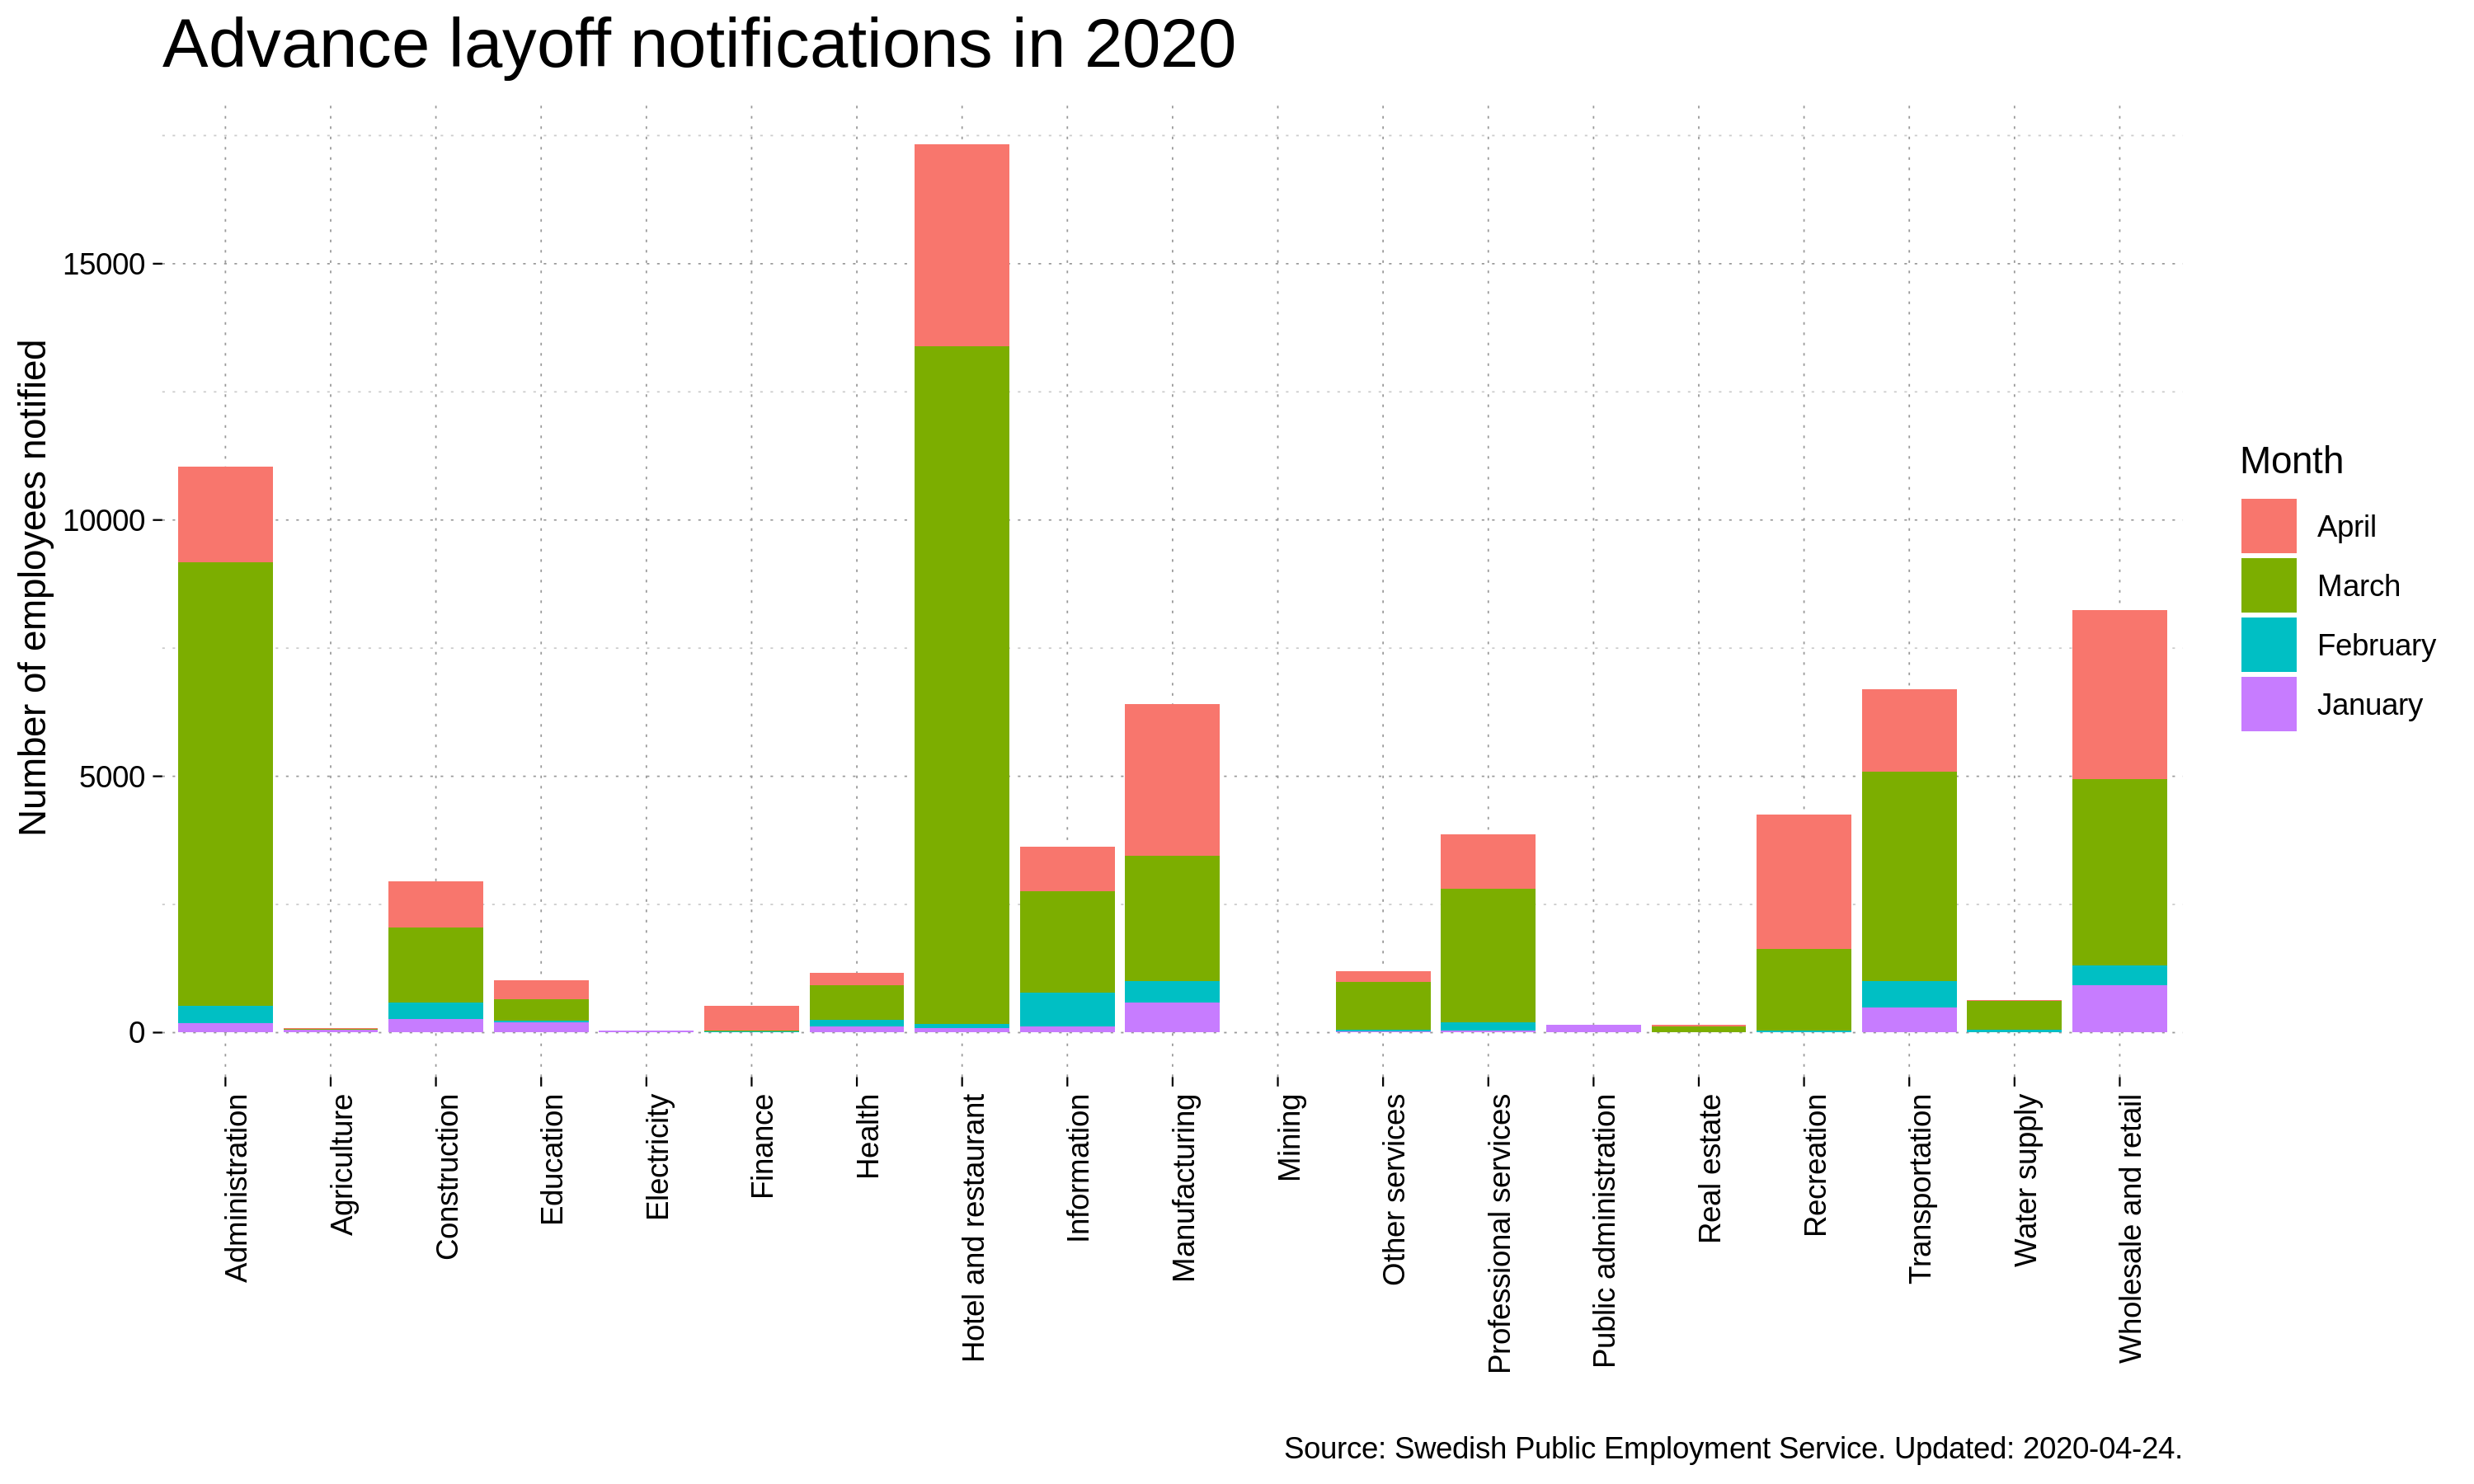 Advance layoff notifications in 2020
Number of employees notified
15000
10000
5000
0
Administration
Agriculture
Construction
Education
Electricity
Finance
Health
Hotel and restaurant
Information
Manufacturing
Mining
Other services
Professional services
Public administration
Real estate
Recreation
Transportation
Water supply
Wholesale and retail
Month
April
March
February
January
Source: Swedish Public Employment Service. Updated: 2020-04-24.